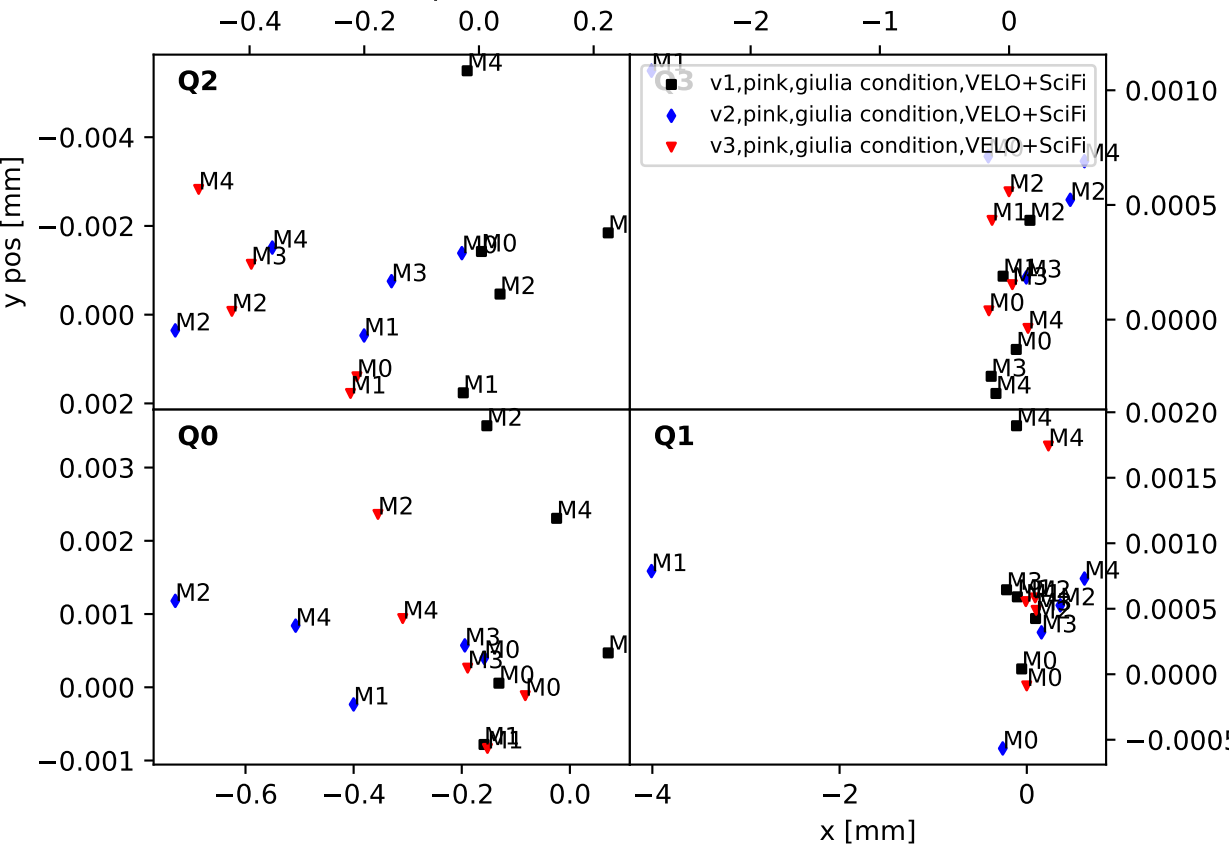 −0.4 −0.2 0.0 0.2 −2 −1 0
Q2
Q3
M4
M1
v1,pink,giulia condition,VELO+SciFi
v2,pink,giulia condition,VELO+SciFi
v3,pink,giulia condition,VELO+SciFi
0.0010
−0.004
M4
M4
M2
M2
0.0005
M1
M2
−0.002
M4
M3
M0
M0
M
M3
M2
M1
M3
M3
y pos [mm]
M2
M0
0.000
M2
M1
M4
0.0000
M0
M0
M1
M1
M3
M4
0.002
Q0
M2
Q1
M4
M4
0.0020
0.003
M2
M4
0.0015
0.002
M1
M4
0.0010
M2
M3
M2
0.001
M4
M4
M3
0.0005
M3
M0
M3
M
M0
M0
0.000
M1
M0
M0
0.0000
M1
M1
M0
−0.0005
−0.001
−0.6 −0.4 −0.2 0.0 −4 −2 0
x [mm]